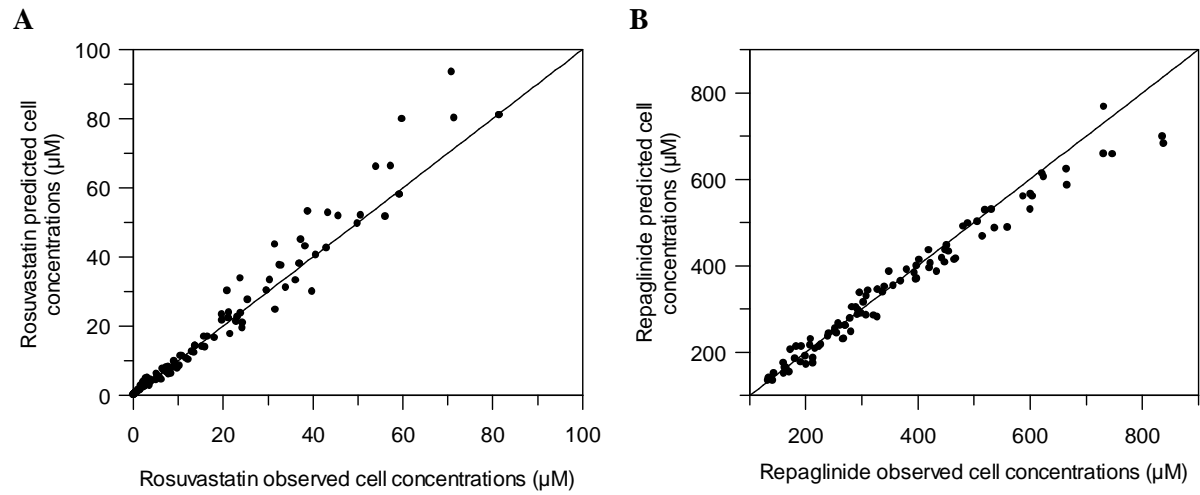 A
B
Rosuvastatin predicted cell
concentrations (µM)
100
80
60
40
20
0
0 20 40 60 80 100
Rosuvastatin observed cell concentrations (µM)
Repaglinide predicted cell
concentrations (µM)
800
600
400
200
200 400 600 800
Repaglinide observed cell concentrations (µM)